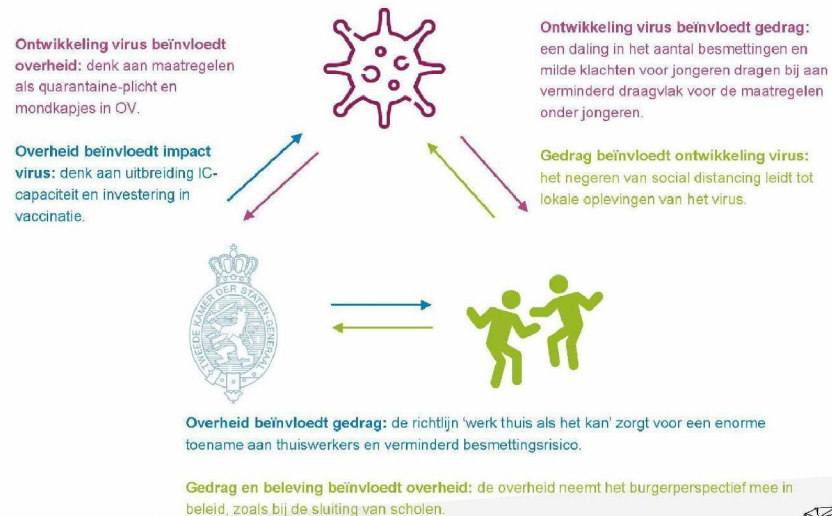 Ontwikkeling virus beïnvloedt
overheid: denk aan maatregelen
als quarantaine-plicht en
mondkapjes in OV.
Overheid beïnvloedt impact
virus: denk aan uitbreiding IC-
capaciteit en investering in
vaccinatie.
Ontwikkeling virus beïnvloedt gedrag:
een daling in het aantal besmettingen en
milde klachten voor jongeren dragen bij aan
verminderd draagvlak voor de maatregelen
onder jongeren.
Gedrag beïnvloedt ontwikkeling virus:
het negeren van social distancing leidt tot
lokale oplevingen van het virus.
TWEEDE KAMER DER STATEN-GENERAAL
Overheid beïnvloedt gedrag: de richtlijn 'werk thuis als het kan' zorgt voor een enorme
toename aan thuiswerkers en verminderd besmettingsrisico.
Gedrag en beleving beïnvloedt overheid: de overheid neemt het burgerperspectief mee in
beleid, zoals bij de sluiting van scholen.